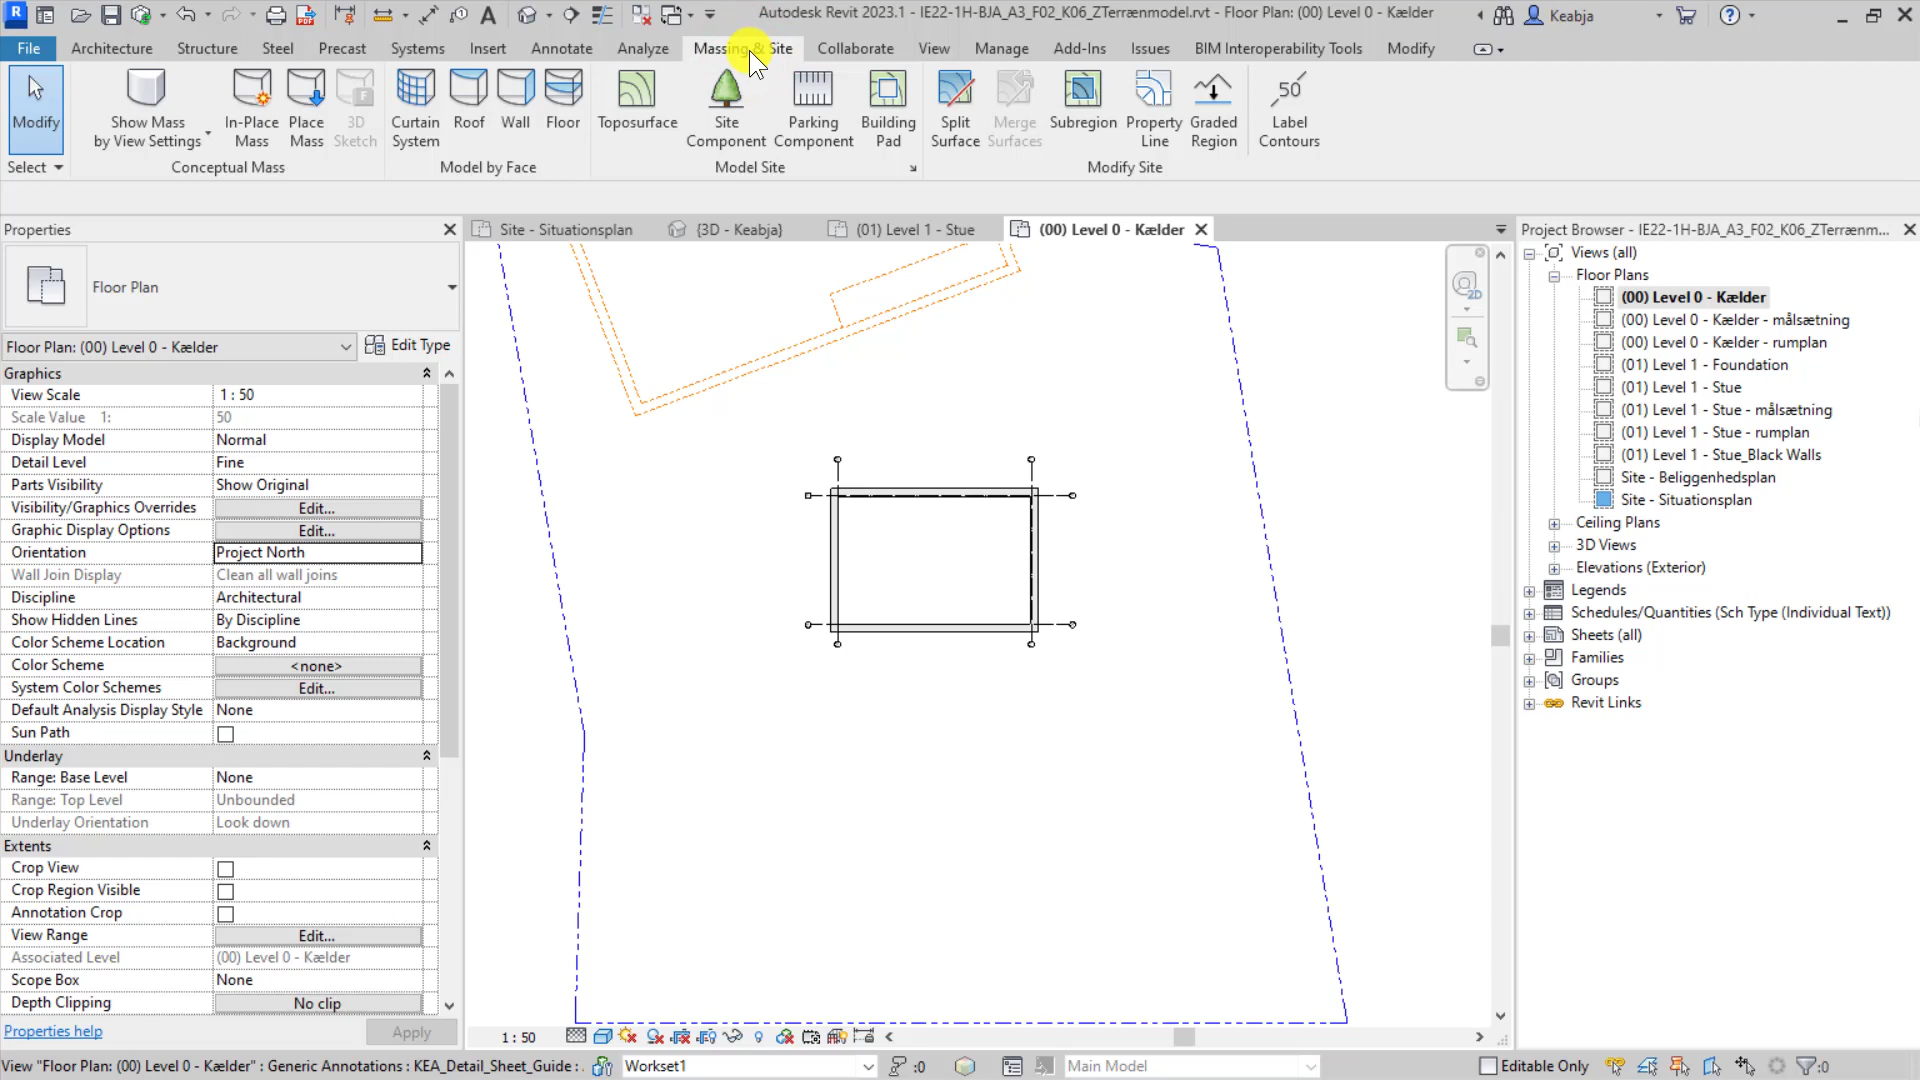 Autodesk Revit 2023.1 - IE22-1H-BJA_A3_F02_K06_ZTerrænmodel.rvt - Floor Plan: (00) Level 0 - Kælder
Keabja
File Architecture Structure Steel Precast Systems Insert Annotate Analyze Massing & Site Collaborate View Manage Add-Ins Issues BIM Interoperability Tools Modify
Modify
Show Mass by View Settings
In-Place Mass
Place Mass
3D Sketch
Curtain System
Roof
Wall
Floor
Toposurface
Site Component
Parking Component
Building Pad
Split Surface
Merge Surfaces
Subregion
Property Line
Graded Region
50
Label Contours
Select
Conceptual Mass
Model by Face
Model Site
Modify Site
Properties
Floor Plan
Floor Plan: (00) Level 0 - Kælder
Edit Type
Graphics
View Scale 1 : 50
Scale Value 1: 50
Display Model Normal
Detail Level Fine
Parts Visibility Show Original
Visibility/Graphics Overrides Edit...
Graphic Display Options Edit...
Orientation Project North
Wall Join Display Clean all wall joins
Discipline Architectural
Show Hidden Lines By Discipline
Color Scheme Location Background
Color Scheme <none>
System Color Schemes Edit...
Default Analysis Display Style None
Sun Path
Underlay
Range: Base Level None
Range: Top Level Unbounded
Underlay Orientation Look down
Extents
Crop View
Crop Region Visible
Annotation Crop
View Range Edit...
Associated Level (00) Level 0 - Kælder
Scope Box None
Depth Clipping No clip
Properties help
Apply
Site - Situationsplan
{3D - Keabja}
(01) Level 1 - Stue
(00) Level 0 - Kælder
2D
1 : 50
Project Browser - IE22-1H-BJA_A3_F02_K06_ZTerrænm...
Views (all)
Floor Plans
(00) Level 0 - Kælder
(00) Level 0 - Kælder - målsætning
(00) Level 0 - Kælder - rumplan
(01) Level 1 - Foundation
(01) Level 1 - Stue
(01) Level 1 - Stue - målsætning
(01) Level 1 - Stue - rumplan
(01) Level 1 - Stue_Black Walls
Site - Beliggenhedsplan
Site - Situationsplan
Ceiling Plans
3D Views
Elevations (Exterior)
Legends
Schedules/Quantities (Sch Type (Individual Text))
Sheets (all)
Families
Groups
Revit Links
View "Floor Plan: (00) Level 0 - Kælder" : Generic Annotations : KEA_Detail_Sheet_Guide :
Workset1
:0
Main Model
Editable Only
:0